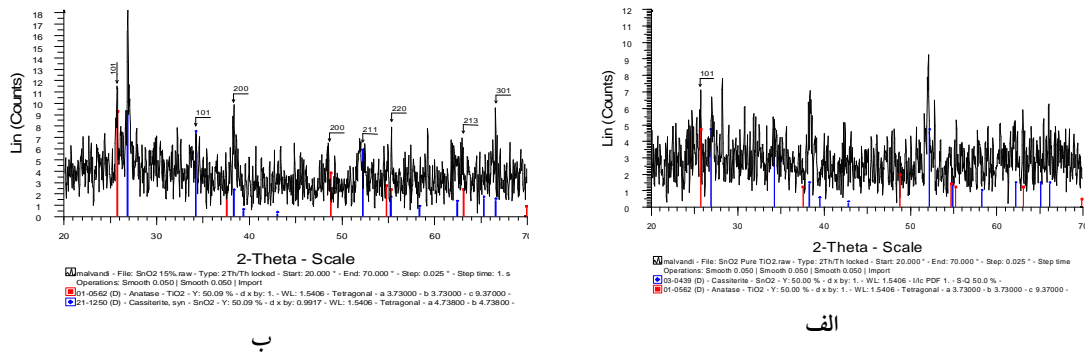 Lin (Counts)
18
17
16
15
14
13
12
11
10
9
8
7
6
5
4
3
2
1
0
101
101
200
200
211
220
213
301
20 30 40 50 60 70
2-Theta - Scale
malvandi - File: SnO2 15%.raw - Type: 2Th/Th locked - Start: 20.000 ° - End: 70.000 ° - Step: 0.025 ° - Step time: 1. s
Operations: Smooth 0.050 | Smooth 0.050 | Smooth 0.050 | Import
01-0562 (D) - Anatase - TiO2 - Y: 50.09 % - d x by: 1. - WL: 1.5406 - Tetragonal - a 3.73000 - b 3.73000 - c 9.37000 -
21-1250 (D) - Cassiterite, syn - SnO2 - Y: 50.09 % - d x by: 0.9917 - WL: 1.5406 - Tetragonal - a 4.73800 - b 4.73800 -
ب
Lin (Counts)
12
11
10
9
8
7
6
5
4
3
2
1
0
101
20 30 40 50 60 70
2-Theta - Scale
malvandi - File: SnO2 Pure TiO2.raw - Type: 2Th/Th locked - Start: 20.000 ° - End: 70.000 ° - Step: 0.025 ° - Step time
Operations: Smooth 0.050 | Smooth 0.050 | Smooth 0.050 | Import
03-0439 (D) - Cassiterite - SnO2 - Y: 50.00 % - d x by: 1. - WL: 1.5406 - I/Ic PDF 1. - S-Q 50.0 % -
01-0562 (D) - Anatase - TiO2 - Y: 50.00 % - d x by: 1. - WL: 1.5406 - Tetragonal - a 3.73000 - b 3.73000 - c 9.37000 -
الف